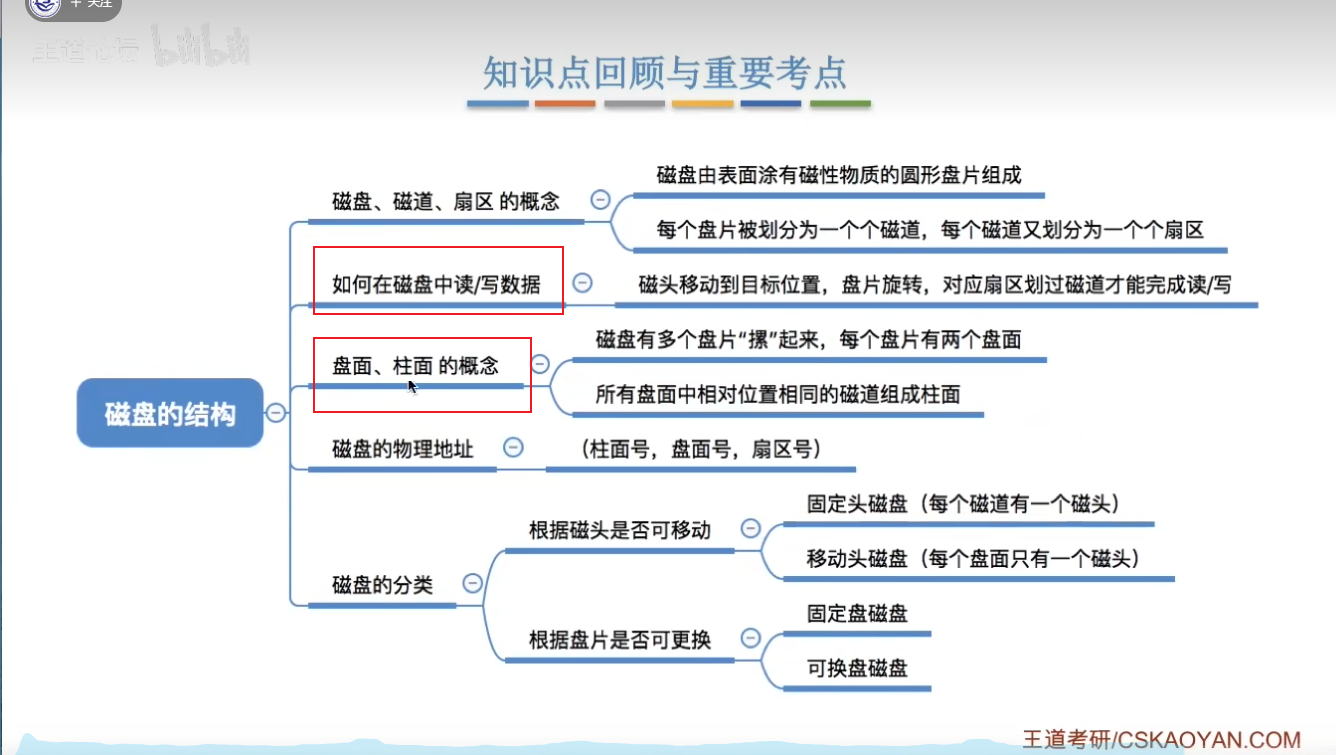 + 关注
王道论坛 bilibili
知识点回顾与重要考点
磁盘、磁道、扇区 的概念
磁盘由表面涂有磁性物质的圆形盘片组成
每个盘片被划分为一个个磁道，每个磁道又划分为一个个扇区
如何在磁盘中读/写数据
磁头移动到目标位置，盘片旋转，对应扇区划过磁道才能完成读/写
盘面、柱面 的概念
磁盘有多个盘片“摞”起来，每个盘片有两个盘面
所有盘面中相对位置相同的磁道组成柱面
磁盘的结构
磁盘的物理地址
（柱面号，盘面号，扇区号）
磁盘的分类
根据磁头是否可移动
固定头磁盘（每个磁道有一个磁头）
移动头磁盘（每个盘面只有一个磁头）
根据盘片是否可更换
固定盘磁盘
可换盘磁盘
王道考研/CSKAOYAN.COM